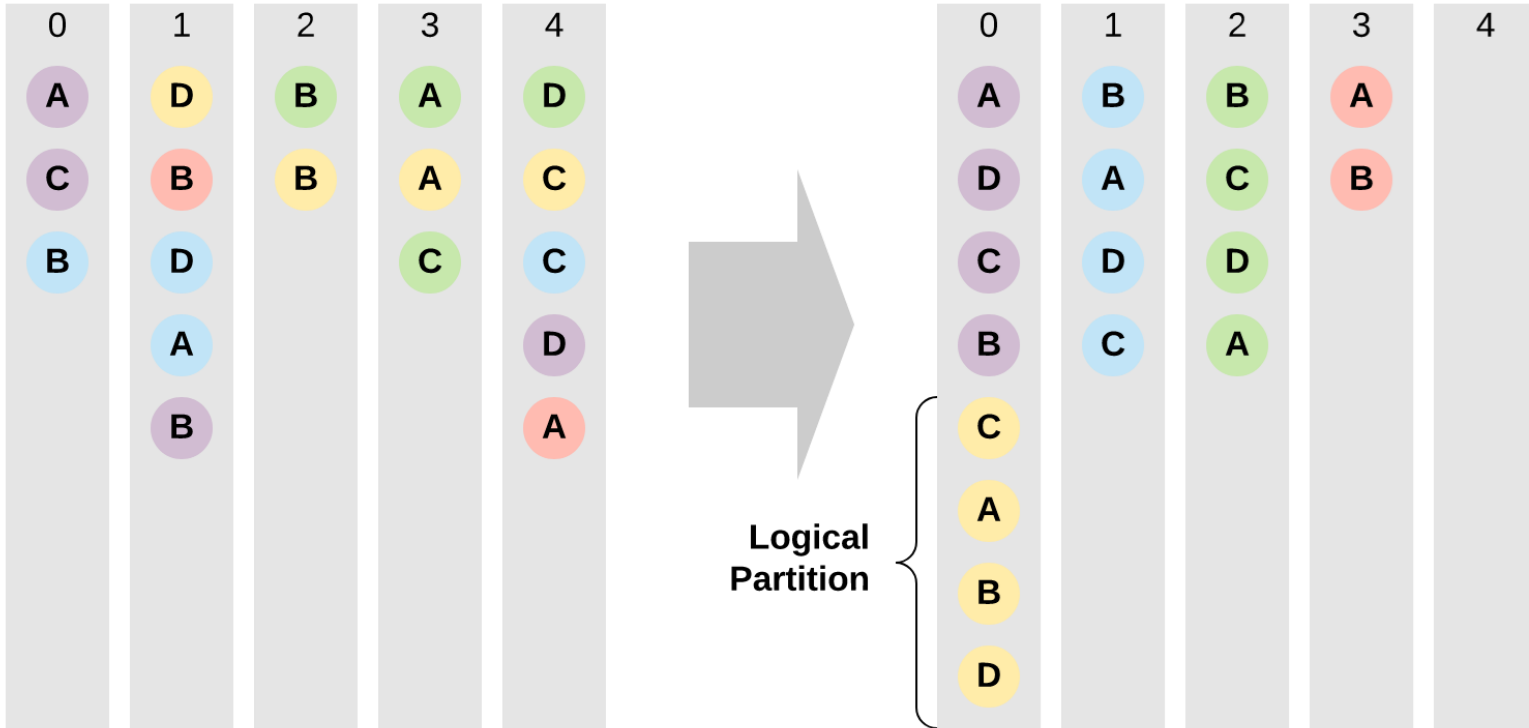 0 1 2 3 4 0 1 2 3 4
A D B A D A B B A
C B B A C D A C B
B D C C C D D
A D B C A
B A C
A
Logical
Partition
B
D